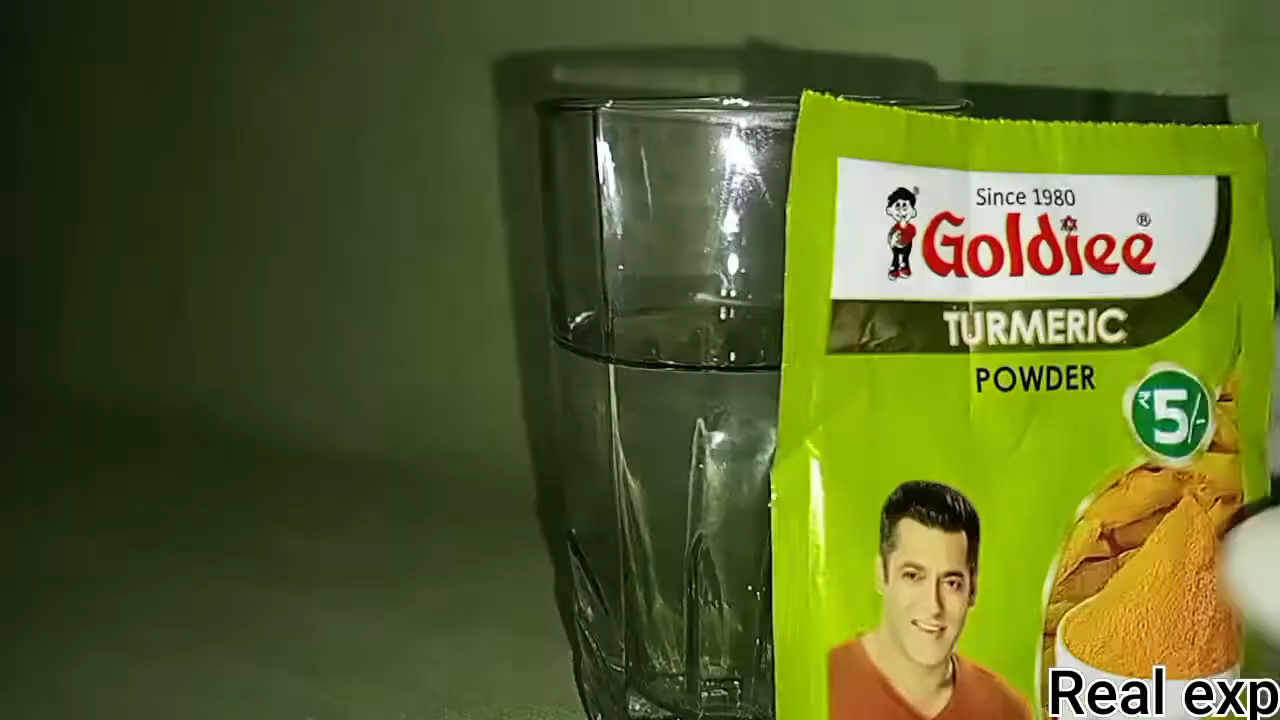 Since 1980
Goldiee®
TURMERIC
POWDER
₹5/-
Real exp